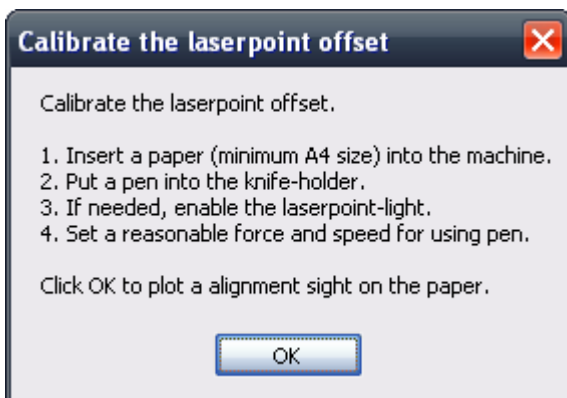 Calibrate the laserpoint offset
Calibrate the laserpoint offset.
1. Insert a paper (minimum A4 size) into the machine.
2. Put a pen into the knife-holder.
3. If needed, enable the laserpoint-light.
4. Set a reasonable force and speed for using pen.
Click OK to plot a alignment sight on the paper.
OK